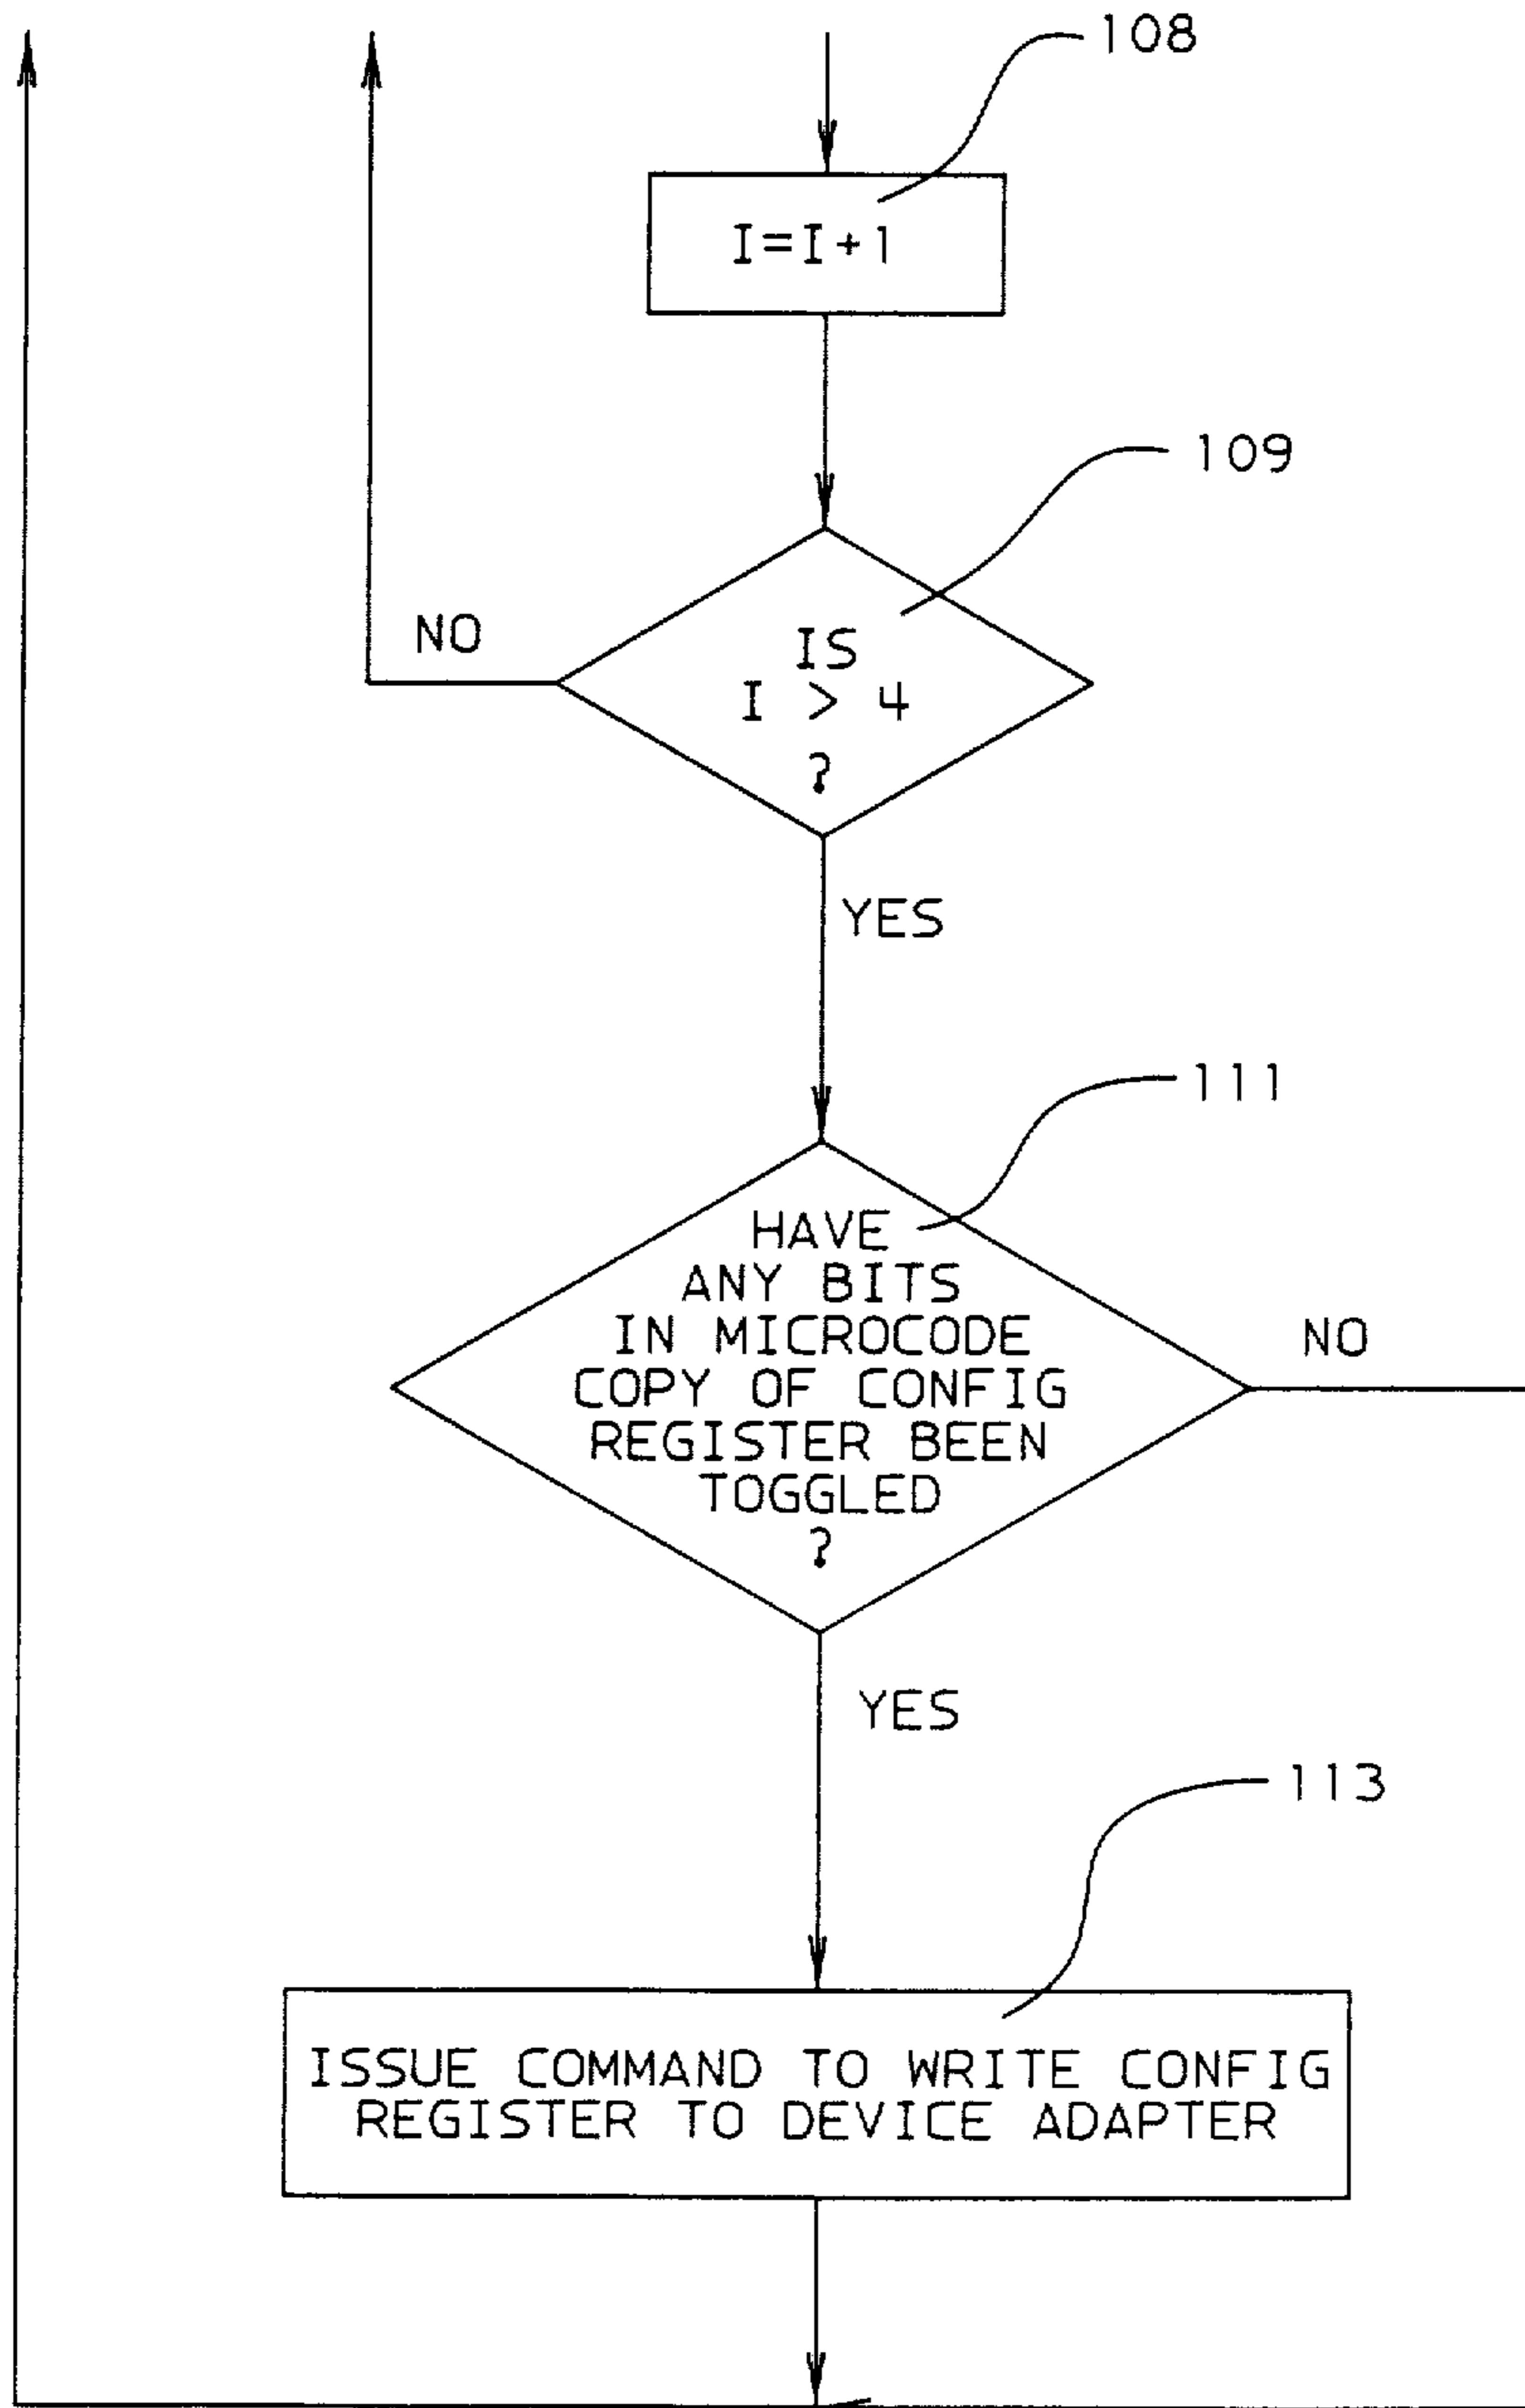 108
I=I+1
109
NO
IS
I > 4
?
YES
111
HAVE
ANY BITS
IN MICROCODE
COPY OF CONFIG
REGISTER BEEN
TOGGLED
?
NO
YES
113
ISSUE COMMAND TO WRITE CONFIG
REGISTER TO DEVICE ADAPTER